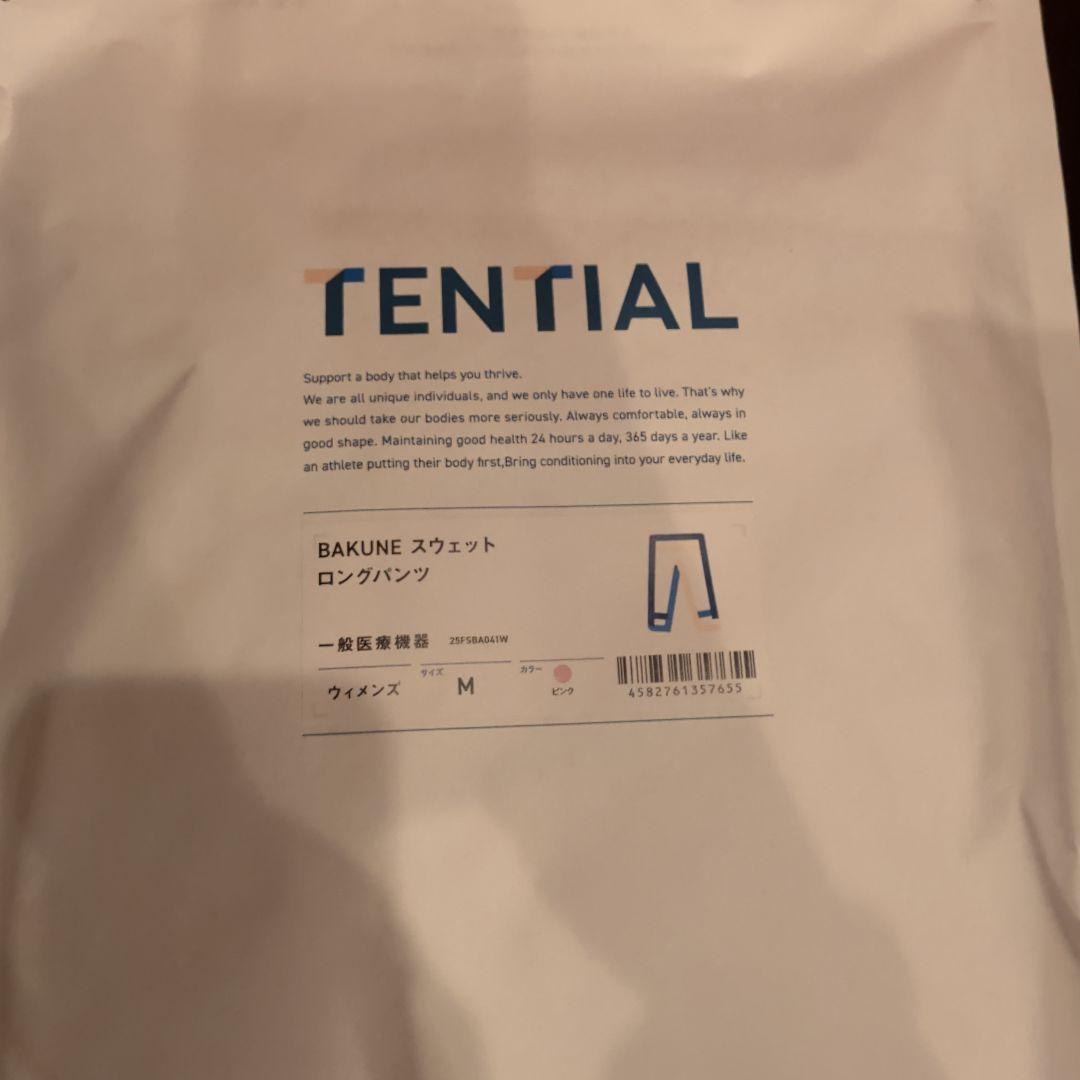 TENTIAL
Support a body that helps you thrive.
We are all unique individuals, and we only have one life to live. That's why
we should take our bodies more seriously. Always comfortable, always in
good shape. Maintaining good health 24 hours a day, 365 days a year. Like
an athlete putting their body first,Bring conditioning into your everyday life.
BAKUNE スウェット
ロングパンツ
一般医療機器 25FSBA041W
ウィメンズ サイズ M カラー ピンク
4582761357655